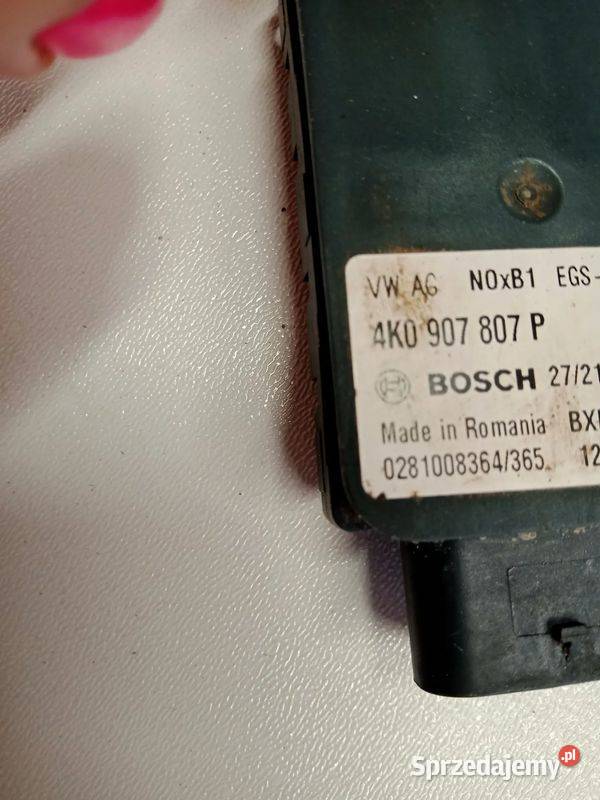 VW AG NOxB1 EGS-
4K0 907 807 P
BOSCH 27/21
Made in Romania
0281008364/365 12
Sprzedajemy.pl